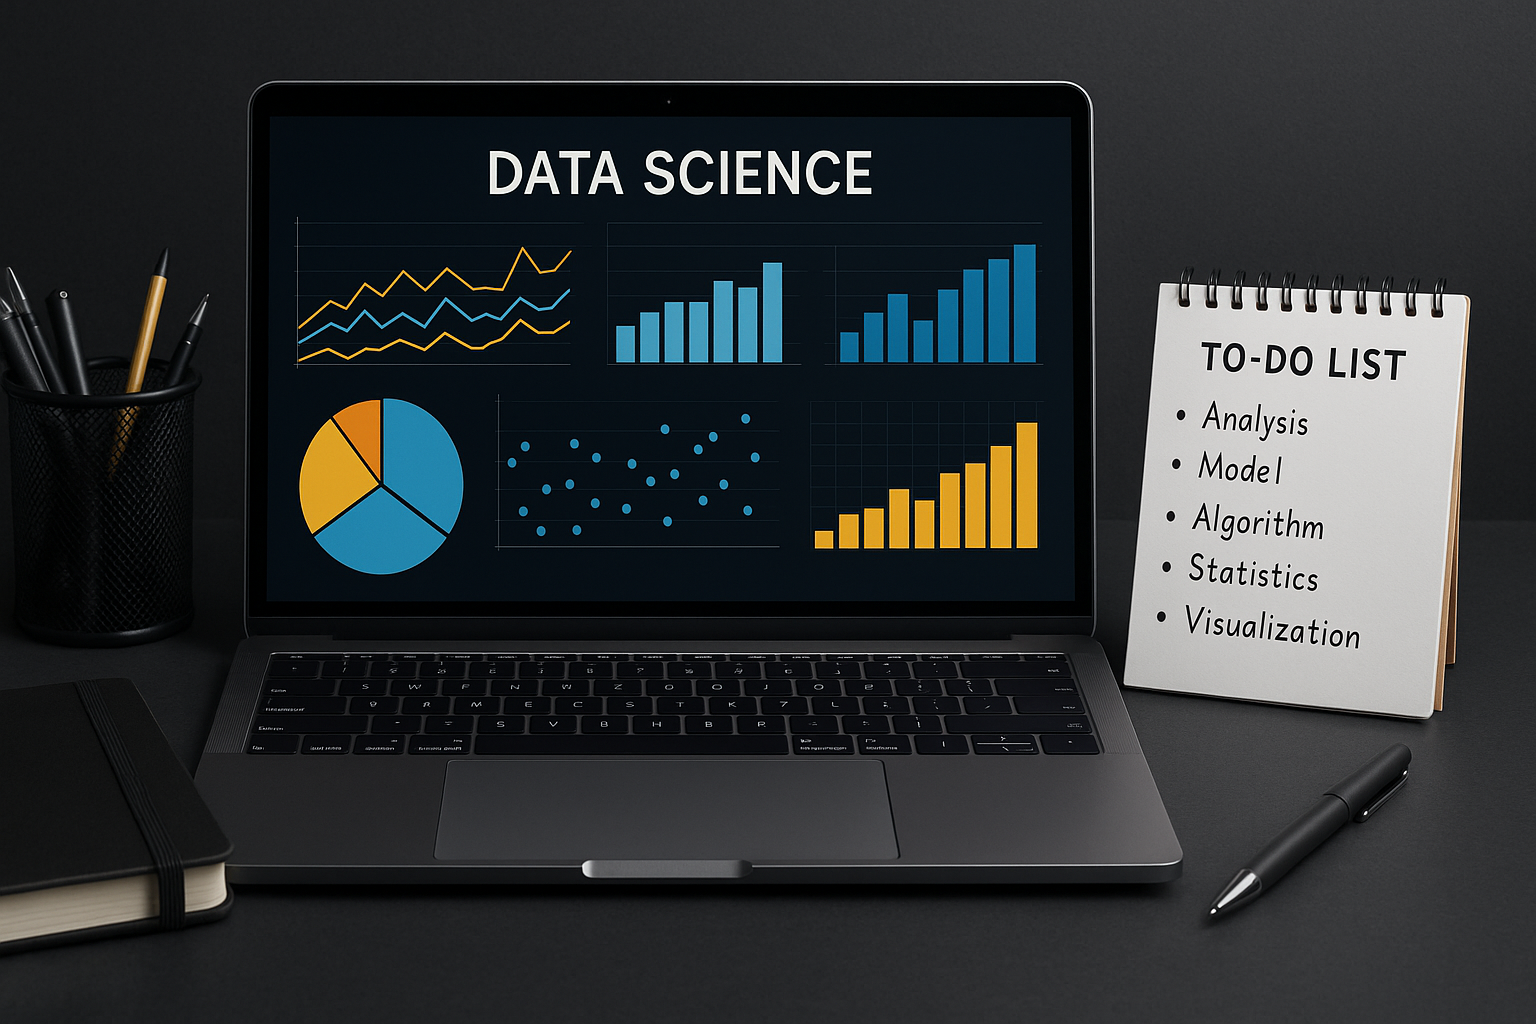 DATA SCIENCE
TO-DO LIST
• Analysis
• Model
• Algorithm
• Statistics
• Visualization